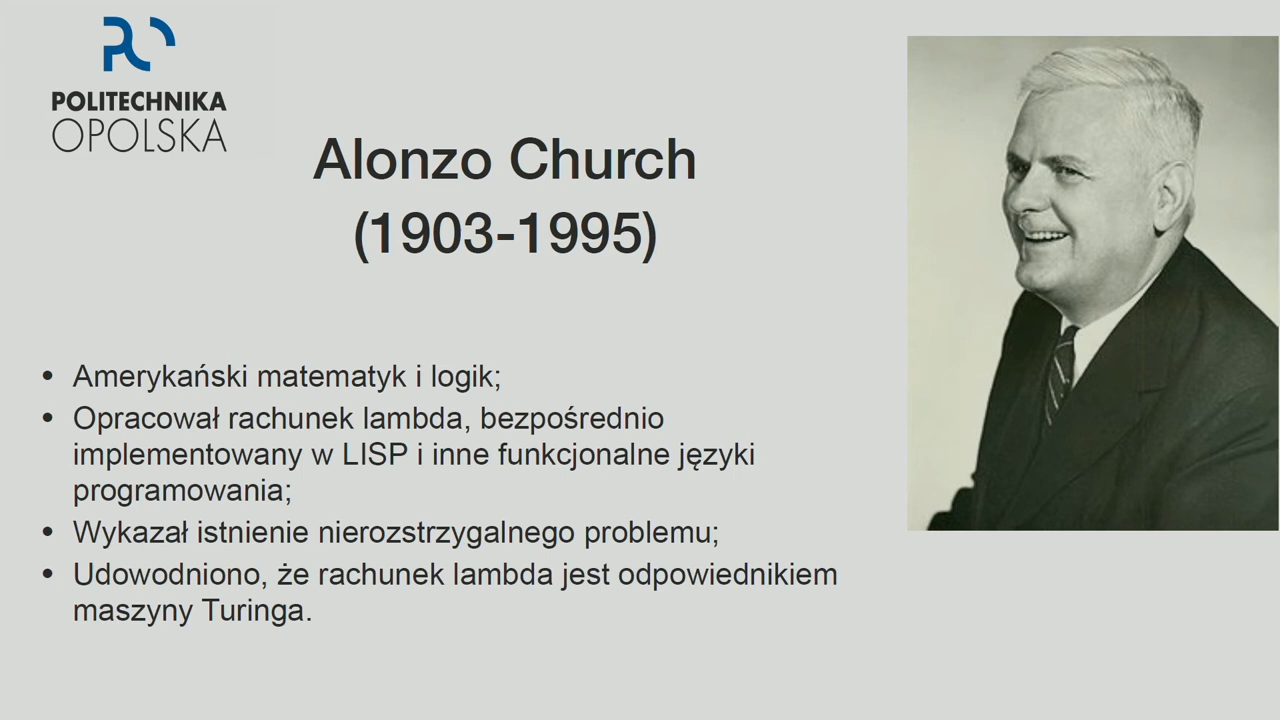 POLITECHNIKA
OPOLSKA
Alonzo Church
(1903-1995)
• Amerykański matematyk i logik;
• Opracował rachunek lambda, bezpośrednio
implementowany w LISP i inne funkcjonalne języki
programowania;
• Wykazał istnienie nierozstrzygalnego problemu;
• Udowodniono, że rachunek lambda jest odpowiednikiem
maszyny Turinga.